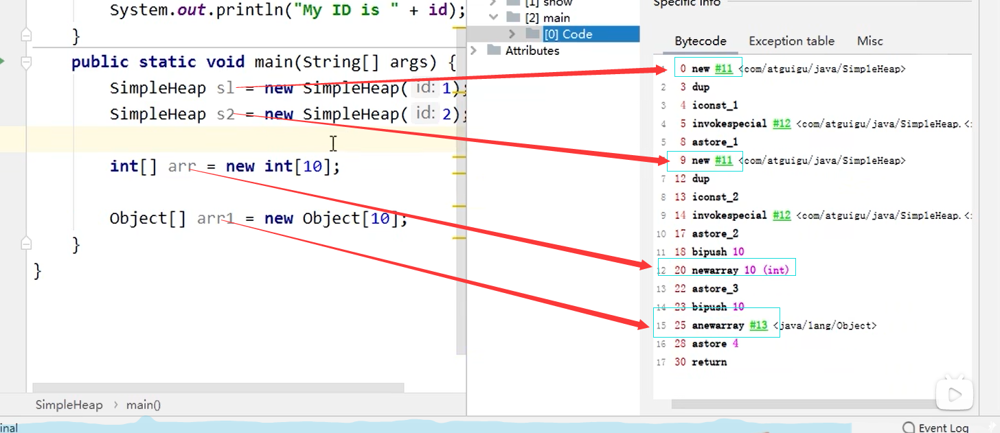 System.out.println("My ID is " + id);
}
public static void main(String[] args) {
SimpleHeap sl = new SimpleHeap( id: 1);
SimpleHeap s2 = new SimpleHeap( id: 2);
int[] arr = new int[10];
Object[] arr1 = new Object[10];
}
}
SimpleHeap > main()
inal
[1] show
[2] main
[0] Code
Attributes
Specific info
Bytecode Exception table Misc
0 new #11 <com/atguigu/java/SimpleHeap>
2 3 dup
3 4 iconst_1
4 5 invokespecial #12 <com/atguigu/java/SimpleHeap.<
5 8 astore_1
9 new #11 <com/atguigu/java/SimpleHeap>
7 12 dup
8 13 iconst_2
9 14 invokespecial #12 <com/atguigu/java/SimpleHeap.<
10 17 astore_2
11 18 bipush 10
12 20 newarray 10 (int)
13 22 astore_3
14 23 bipush 10
15 25 anewarray #13 <java/lang/Object>
16 28 astore 4
17 30 return
Event Log